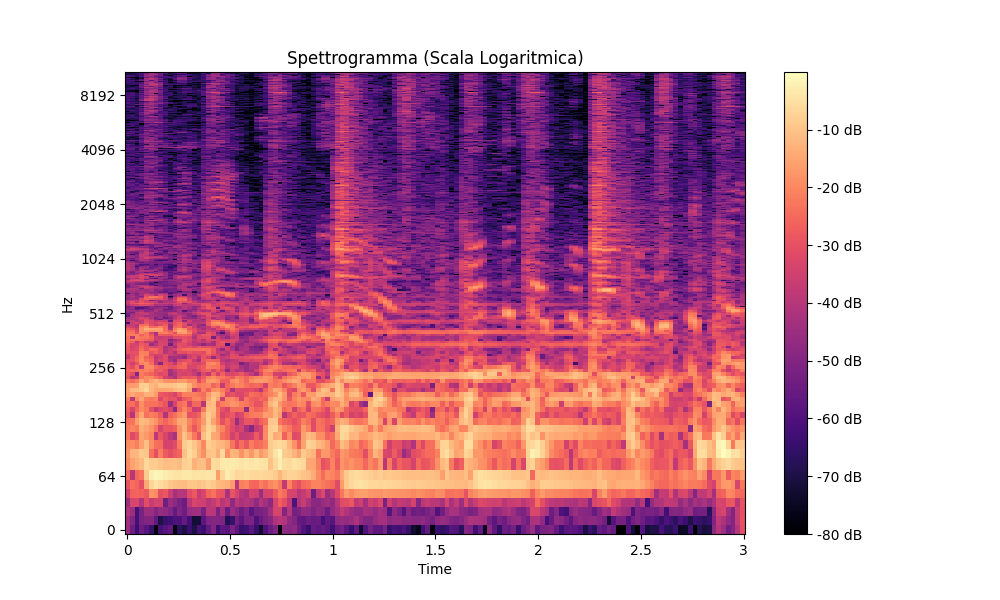 Spettrogramma (Scala Logaritmica)
Hz
8192
4096
2048
1024
512
256
128
64
0
0 0.5 1 1.5 2 2.5 3
Time
-10 dB
-20 dB
-30 dB
-40 dB
-50 dB
-60 dB
-70 dB
-80 dB